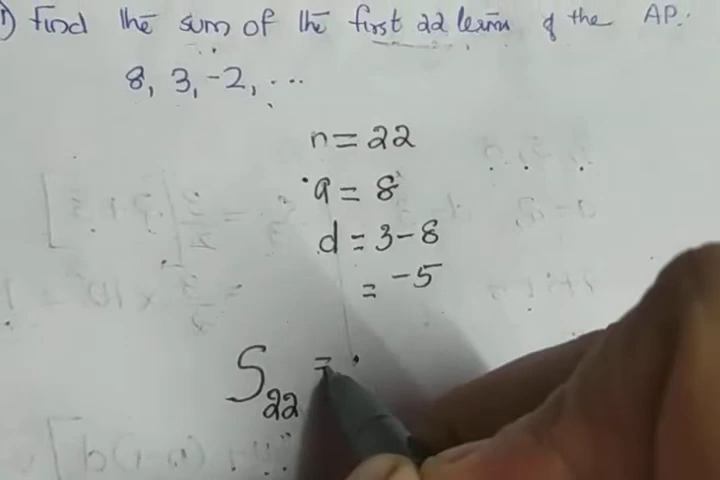 1) Find the sum of the first 22 terms of the AP.
8, 3, -2, ...
n = 22
a = 8
d = 3-8
= -5
S22 =